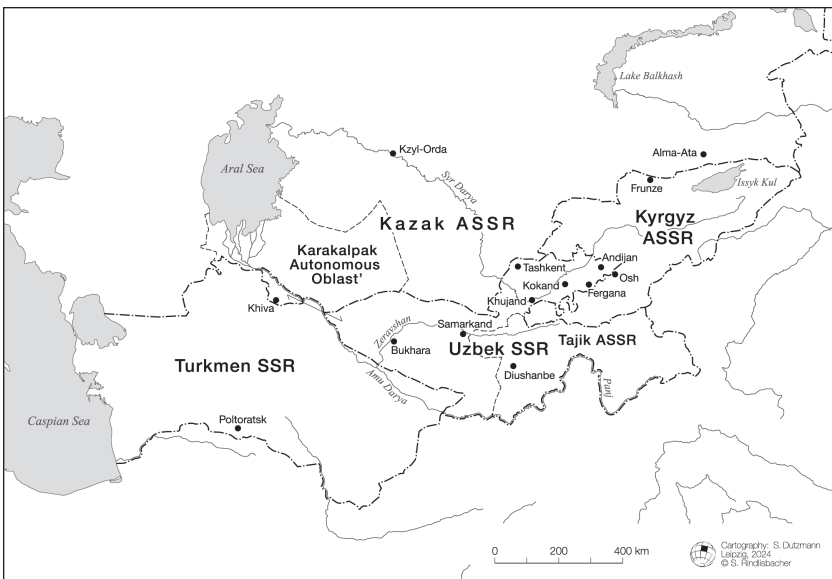 Lake Balkhash
Kzyl-Orda
Alma-Ata
Aral Sea
Frunze
Issyk Kul
Syr Darya
Kazak ASSR
Kyrgyz
ASSR
Karakalpak
Autonomous
Oblast’
Tashkent
Andijan
Osh
Kokand
Fergana
Khujand
Khiva
Zeravshan
Samarkand
Bukhara
Uzbek SSR
Tajik ASSR
Turkmen SSR
Diushanbe
Panj
Amu Darya
Caspian Sea
Poltoratsk
0 200 400 km
Cartography: S. Dutzmann
Leipzig, 2024
© S. Rindlisbacher